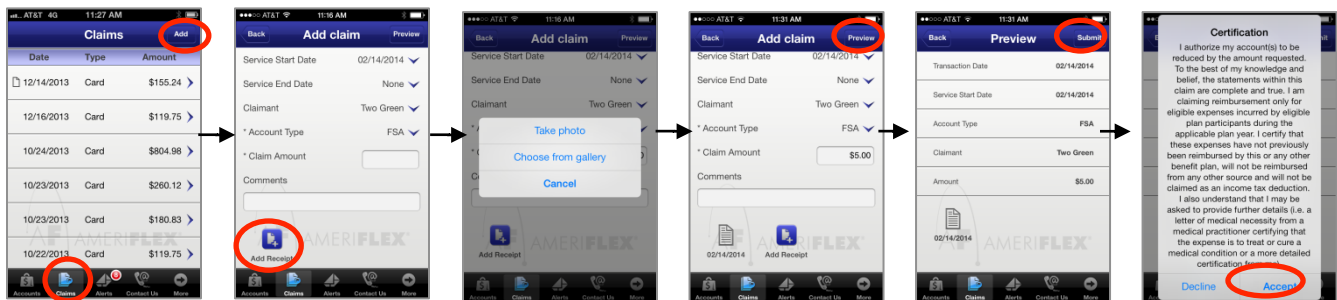 AT&T 4G 11:27 AM
Claims Add
Date Type Amount
12/14/2013 Card $155.24
12/16/2013 Card $119.75
10/24/2013 Card $804.98
10/23/2013 Card $260.12
10/23/2013 Card $180.83
10/22/2013 Card $119.75
AMERIFLEX
Accounts Claims Alerts Contact Us More
AT&T 11:16 AM
Back Add claim Preview
Service Start Date 02/14/2014
Service End Date None
Claimant Two Green
* Account Type FSA
* Claim Amount
Comments
AMERIFLEX
Add Receipt
Accounts Claims Alerts Contact Us More
AT&T 11:16 AM
Back Add claim Preview
Service Start Date 02/14/2014
Service End Date None
Claimant Two Green
Take photo
Choose from gallery
Cancel
AMERIFLEX
Add Receipt
Accounts Claims Alerts Contact Us More
AT&T 11:31 AM
Back Add claim Preview
Service Start Date 02/14/2014
Service End Date None
Claimant Two Green
* Account Type FSA
* Claim Amount $5.00
Comments
AMERIFLEX
02/14/2014 Add Receipt
Accounts Claims Alerts Contact Us More
AT&T 11:31 AM
Back Preview Submit
Transaction Date 02/14/2014
Service Start Date 02/14/2014
Account Type FSA
Claimant Two Green
Amount $5.00
02/14/2014
AMERIFLEX
Accounts Claims Alerts Contact Us More
Certification
I authorize my account(s) to be
reduced by the amount requested.
To the best of my knowledge and
belief, the statements within this
claim are complete and true. I am
claiming reimbursement only for
eligible expenses incurred by eligible
plan participants during the
applicable plan year. I certify that
these expenses have not previously
been reimbursed by this or any other
benefit plan, will not be reimbursed
from any other source and will not be
claimed as an income tax deduction.
I also understand that I may be
asked to provide further details (i.e. a
letter of medical necessity from a
medical practitioner certifying that
the expense is to treat or cure a
medical condition or a more detailed
certification
Decline Accept